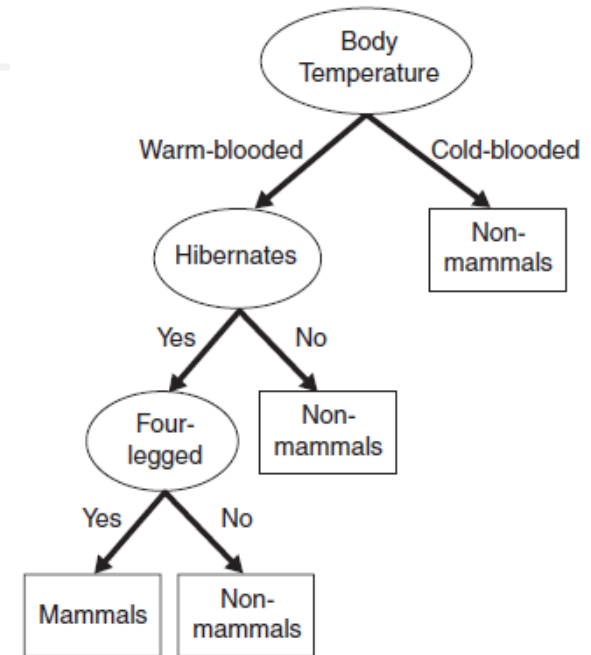 Body
Temperature
Warm-blooded
Cold-blooded
Hibernates
Non-
mammals
Yes
No
Four-
legged
Non-
mammals
Yes
No
Mammals
Non-
mammals